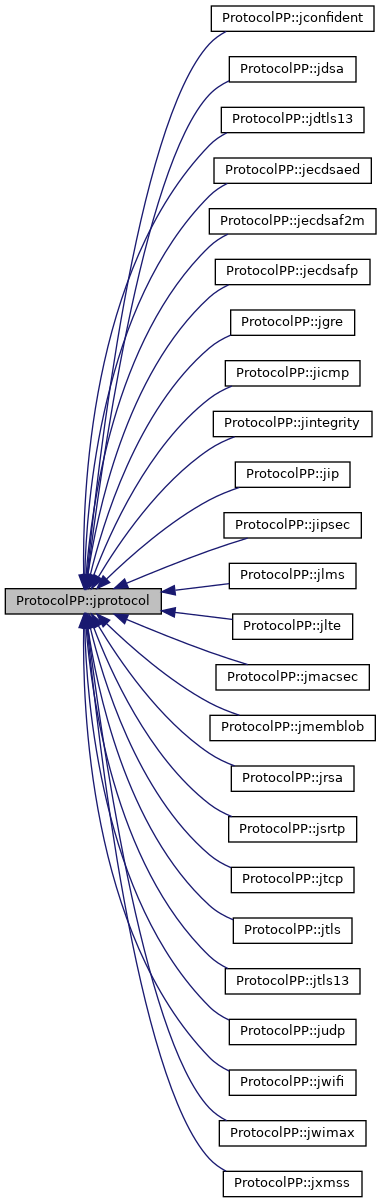 ProtocolPP::jconfident
ProtocolPP::jdsa
ProtocolPP::jdtls13
ProtocolPP::jecdsaed
ProtocolPP::jecdsaf2m
ProtocolPP::jecdsafp
ProtocolPP::jgre
ProtocolPP::jicmp
ProtocolPP::jintegrity
ProtocolPP::jip
ProtocolPP::jipsec
ProtocolPP::jlms
ProtocolPP::jprotocol
ProtocolPP::jlte
ProtocolPP::jmacsec
ProtocolPP::jmemblob
ProtocolPP::jrsa
ProtocolPP::jsrtp
ProtocolPP::jtcp
ProtocolPP::jtls
ProtocolPP::jtls13
ProtocolPP::judp
ProtocolPP::jwifi
ProtocolPP::jwimax
ProtocolPP::jxmss